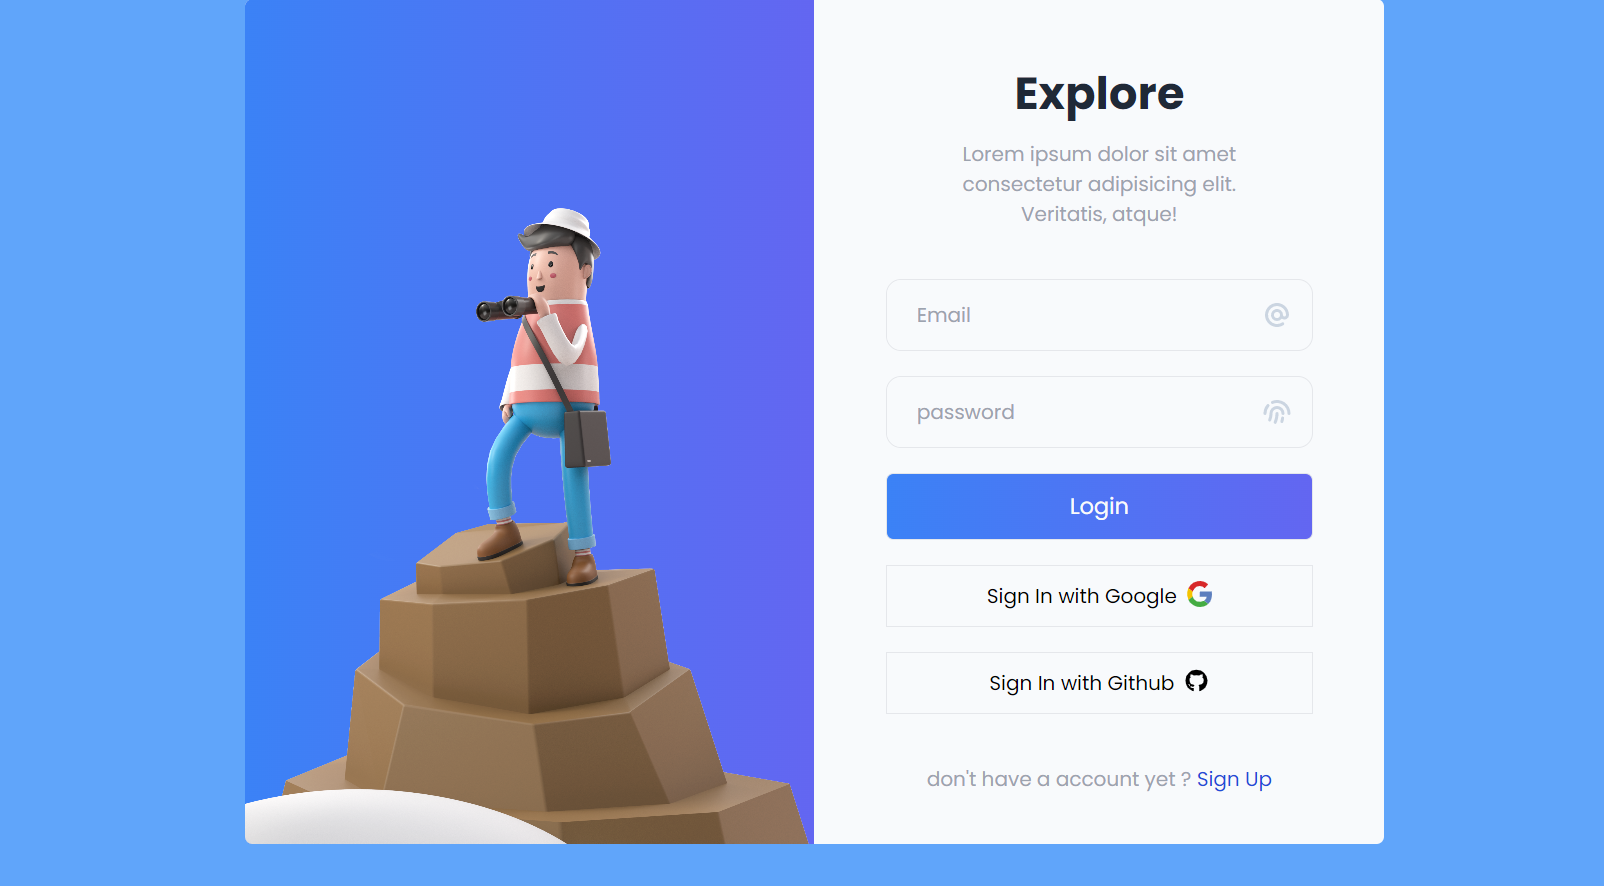 Explore
Lorem ipsum dolor sit amet
consectetur adipisicing elit.
Veritatis, atque!
Email
password
Login
Sign In with Google
Sign In with Github
don't have a account yet ? Sign Up